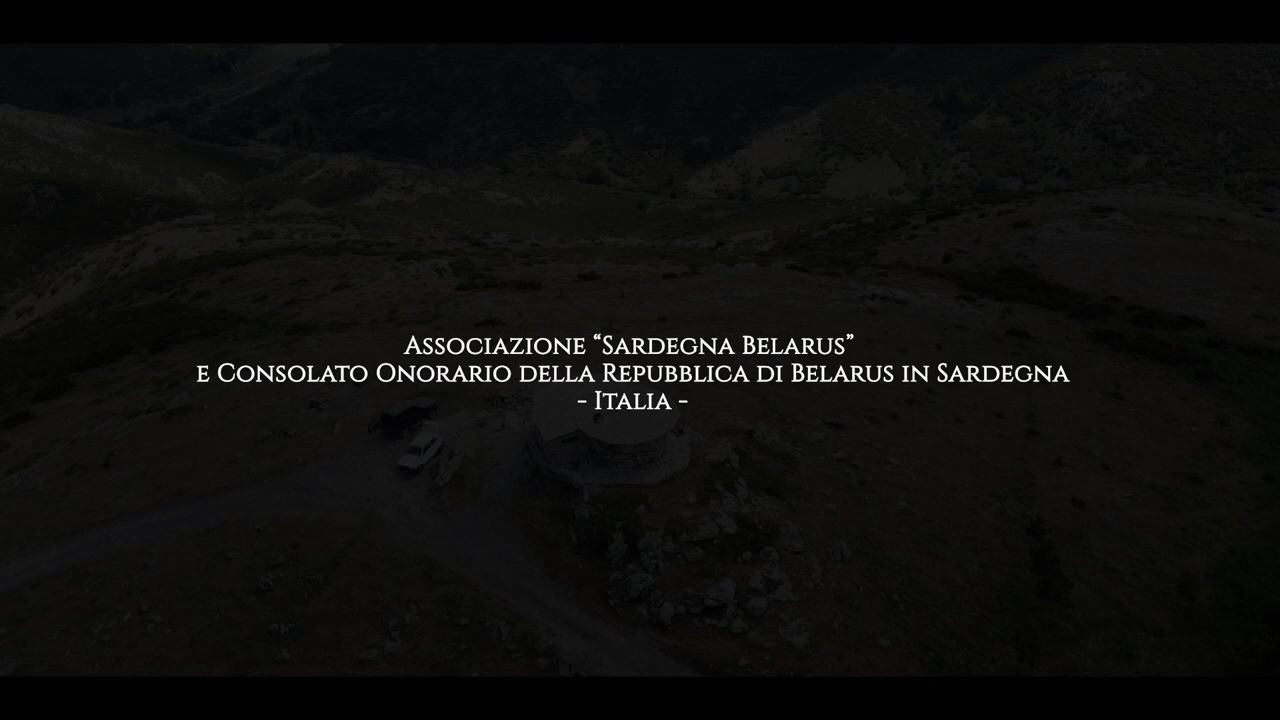 Associazione “Sardegna Belarus”
e Consolato Onorario della Repubblica di Belarus in Sardegna
- Italia -